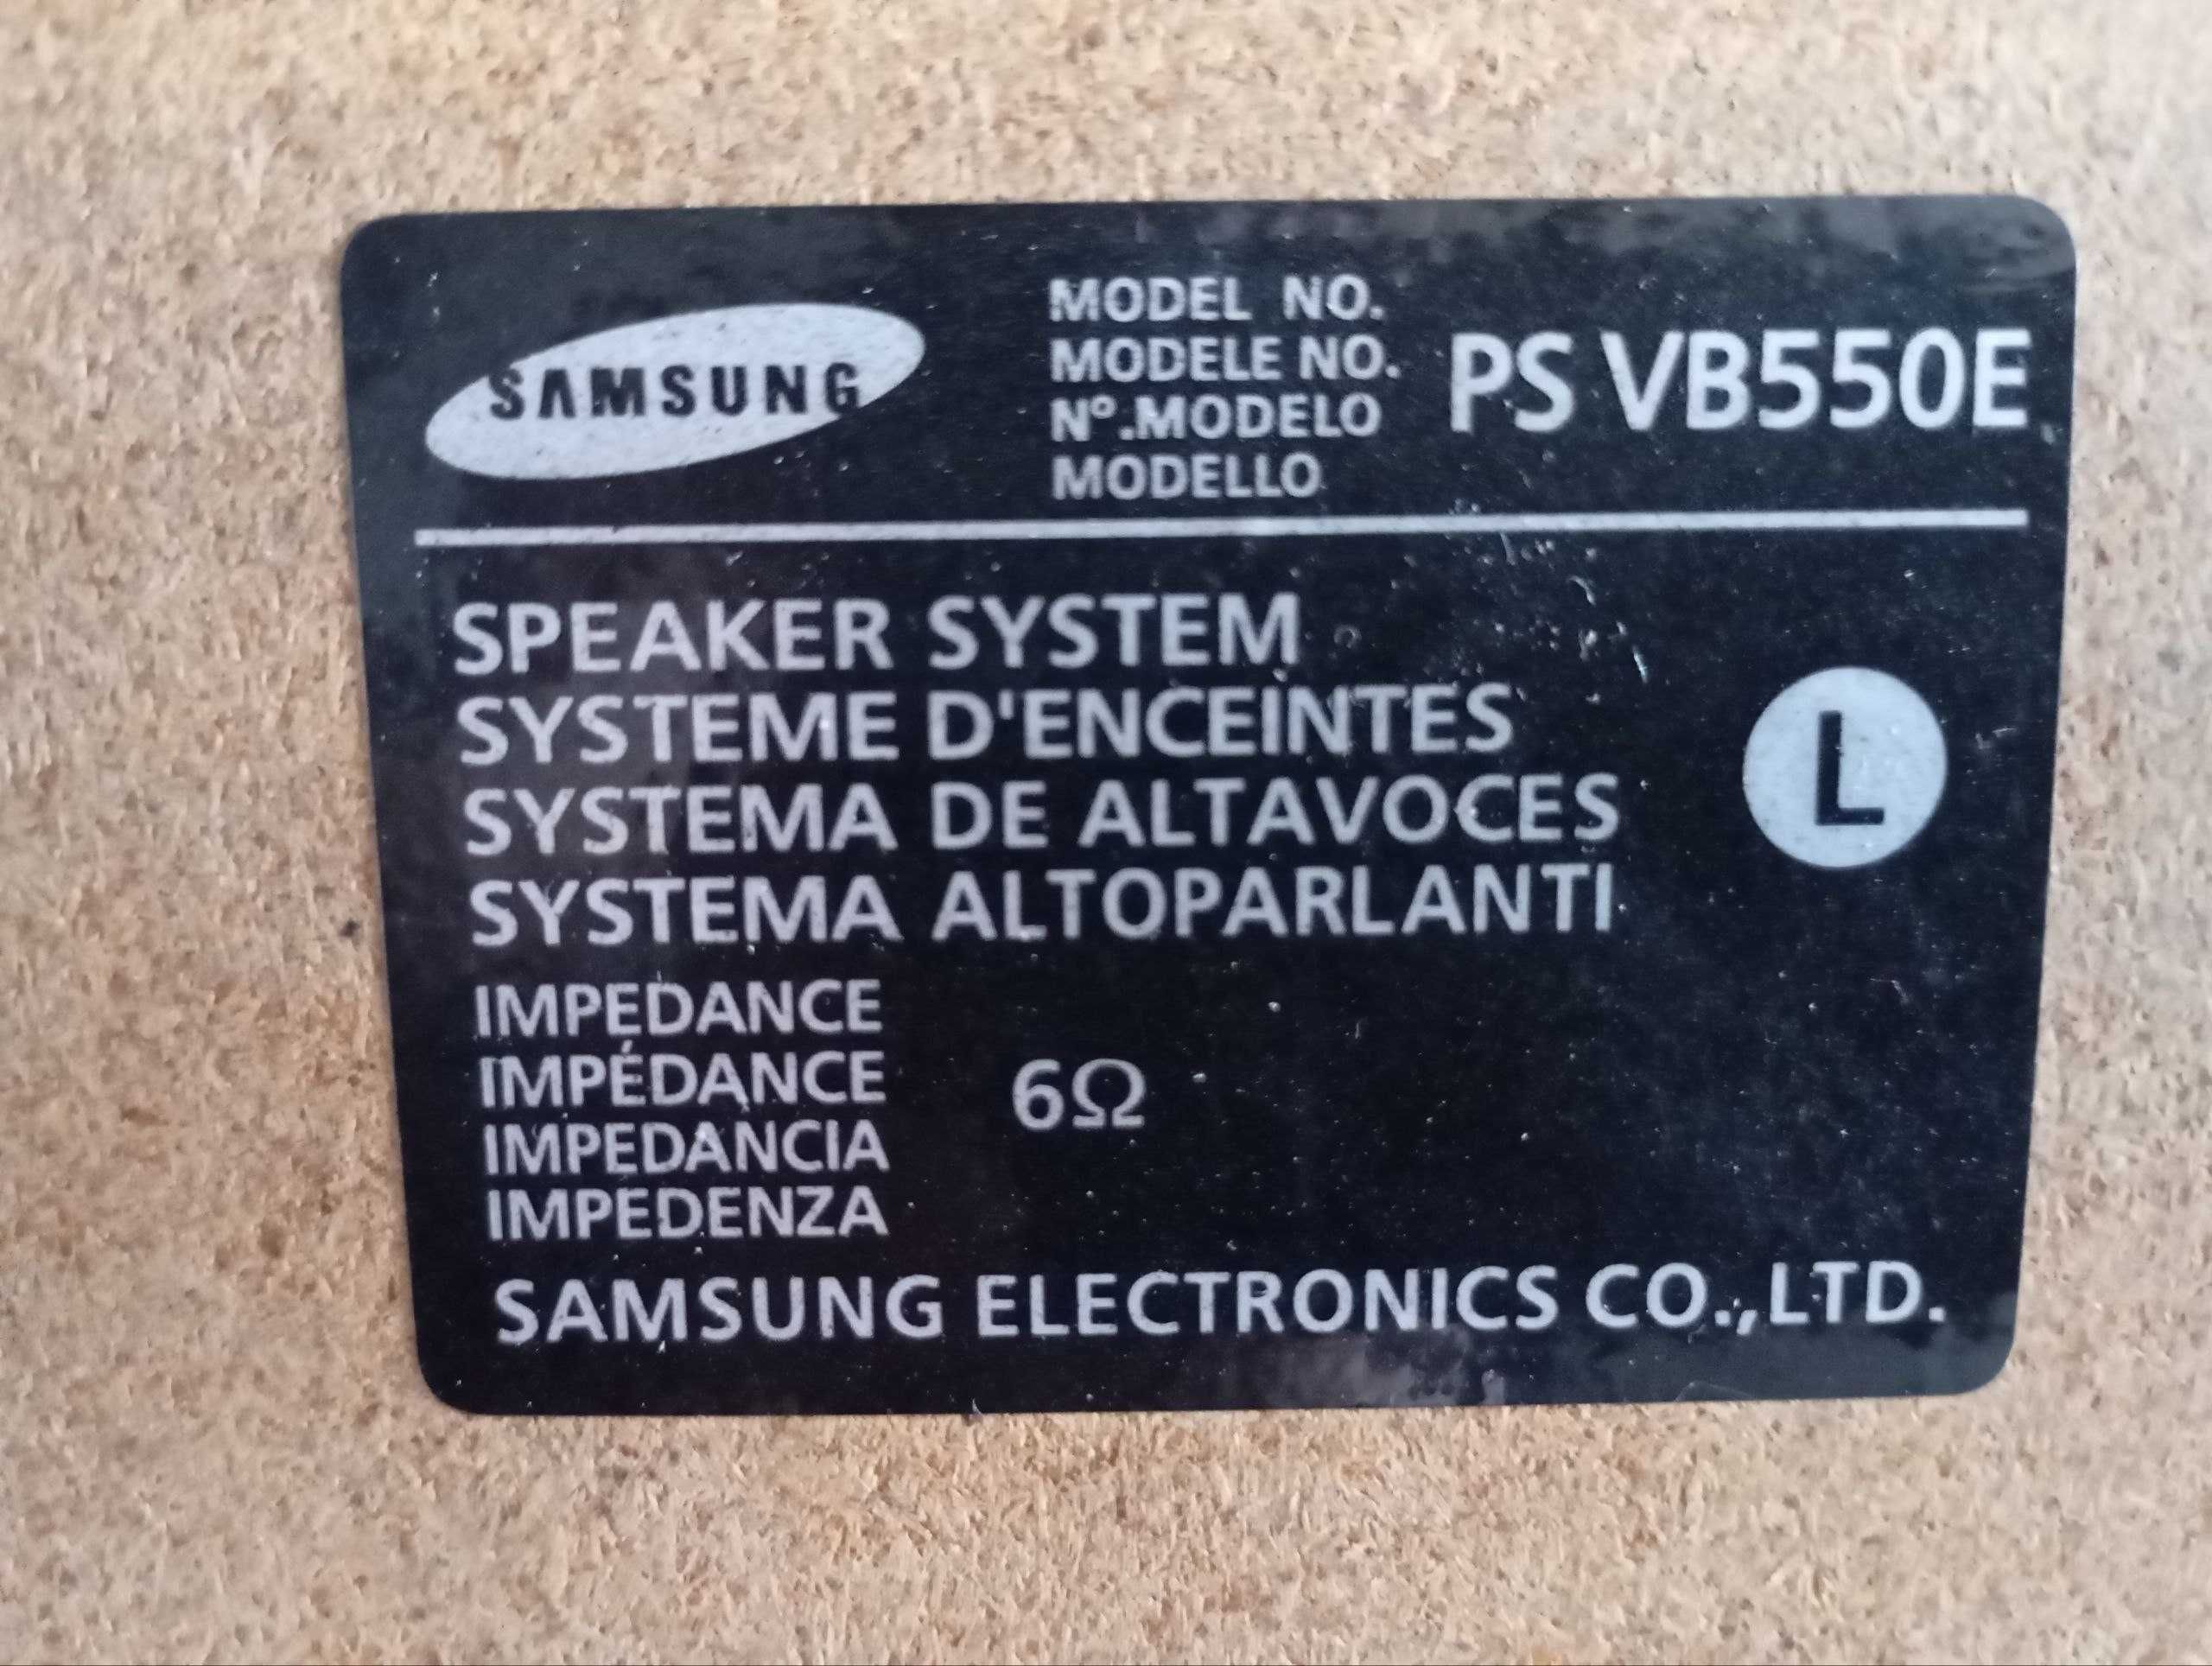 SAMSUNG
MODEL NO.
MODELE NO.
Nº.MODELO
MODELLO
PS VB550E
SPEAKER SYSTEM
SYSTEME D'ENCEINTES
SYSTEMA DE ALTAVOCES
SYSTEMA ALTOPARLANTI
L
IMPEDANCE
IMPÉDANCE
IMPEDANCIA
IMPEDENZA
6Ω
SAMSUNG ELECTRONICS CO.,LTD.